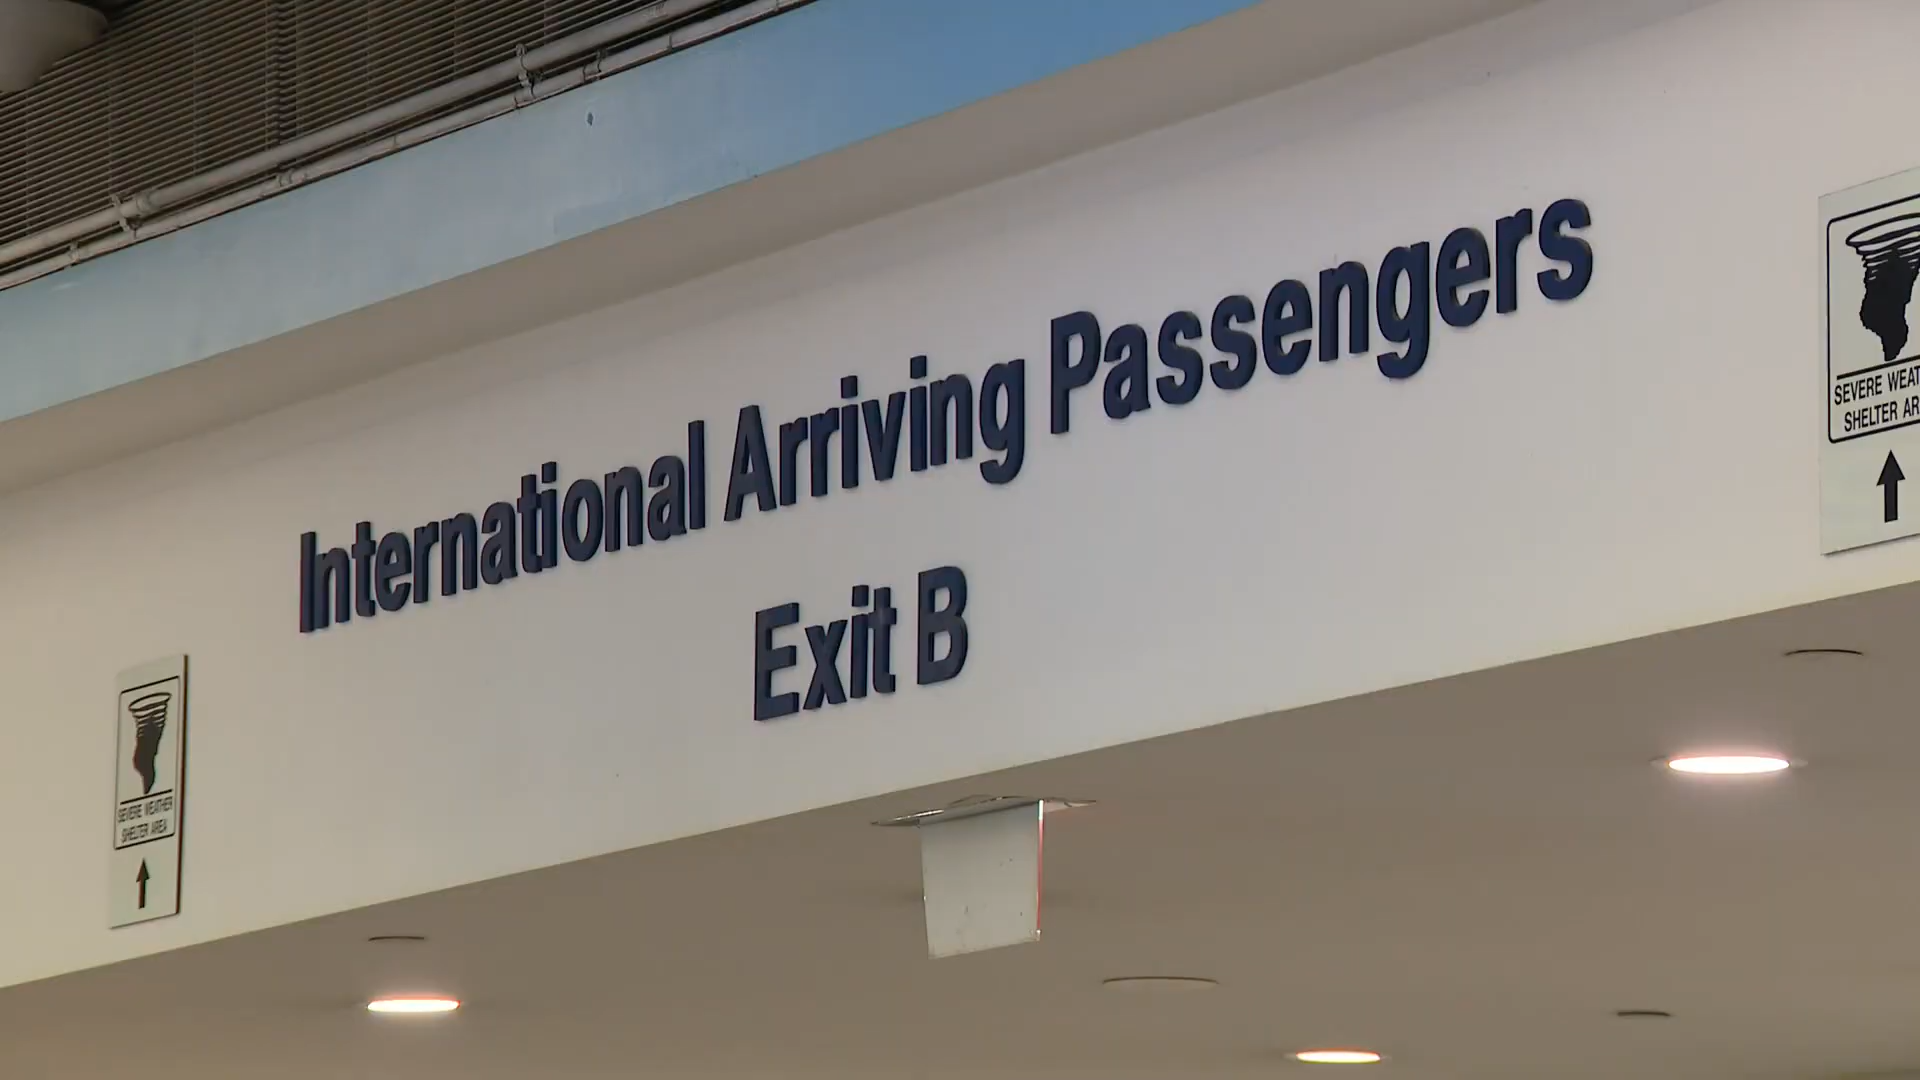 International Arriving Passengers
Exit B
SEVERE WEATHER
SHELTER AREA
SEVERE WEAT
SHELTER AR